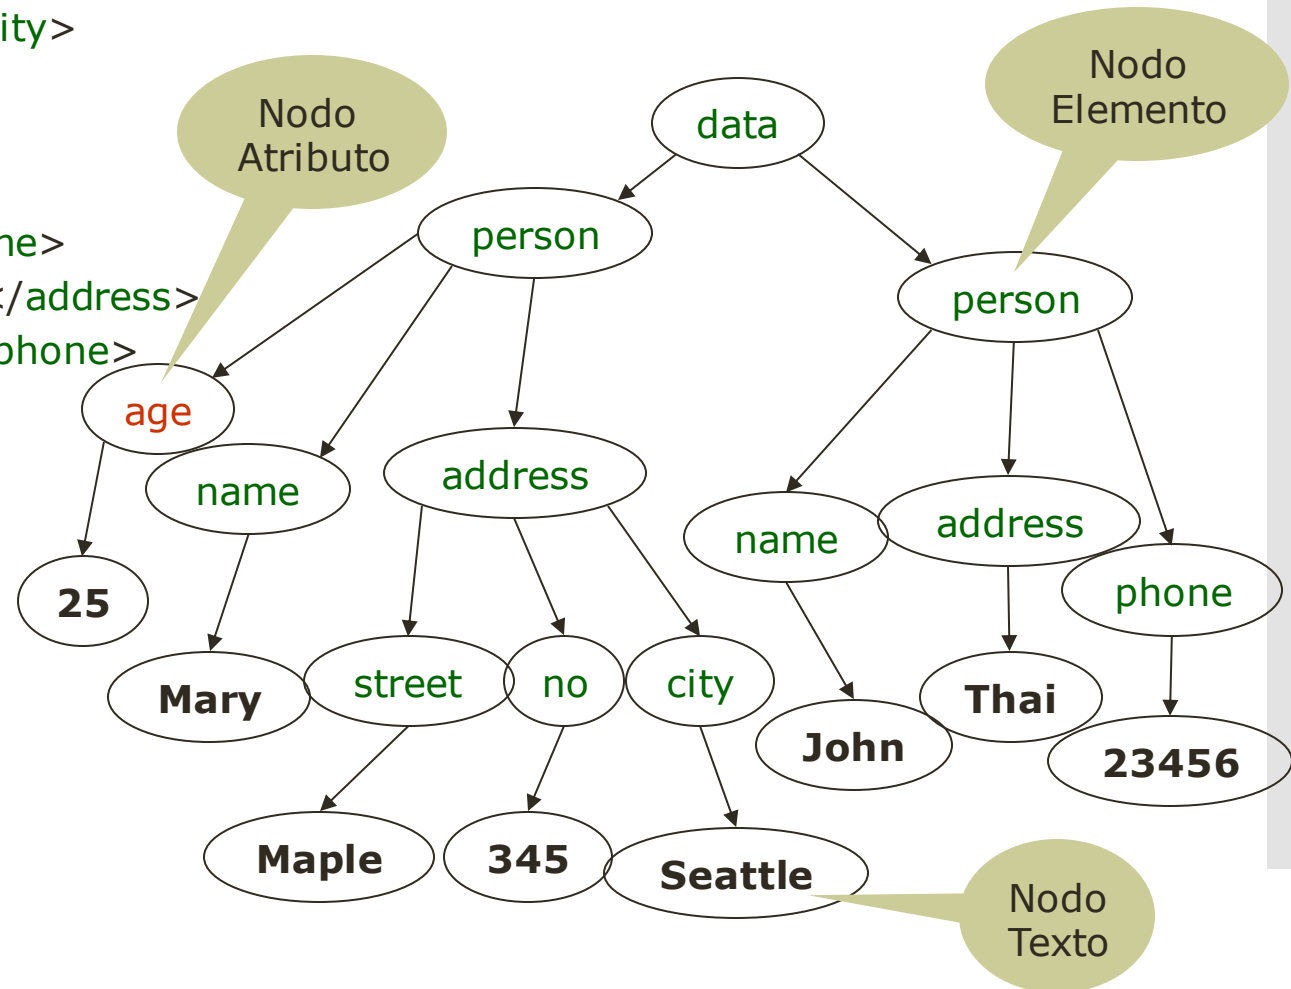 ity>
Nodo
Elemento
Nodo
Atributo
data
person
ne>
</address>
person
phone>
age
address
name
address
name
phone
25
Mary
street
no
city
John
Thai
23456
Maple
345
Seattle
Nodo
Texto